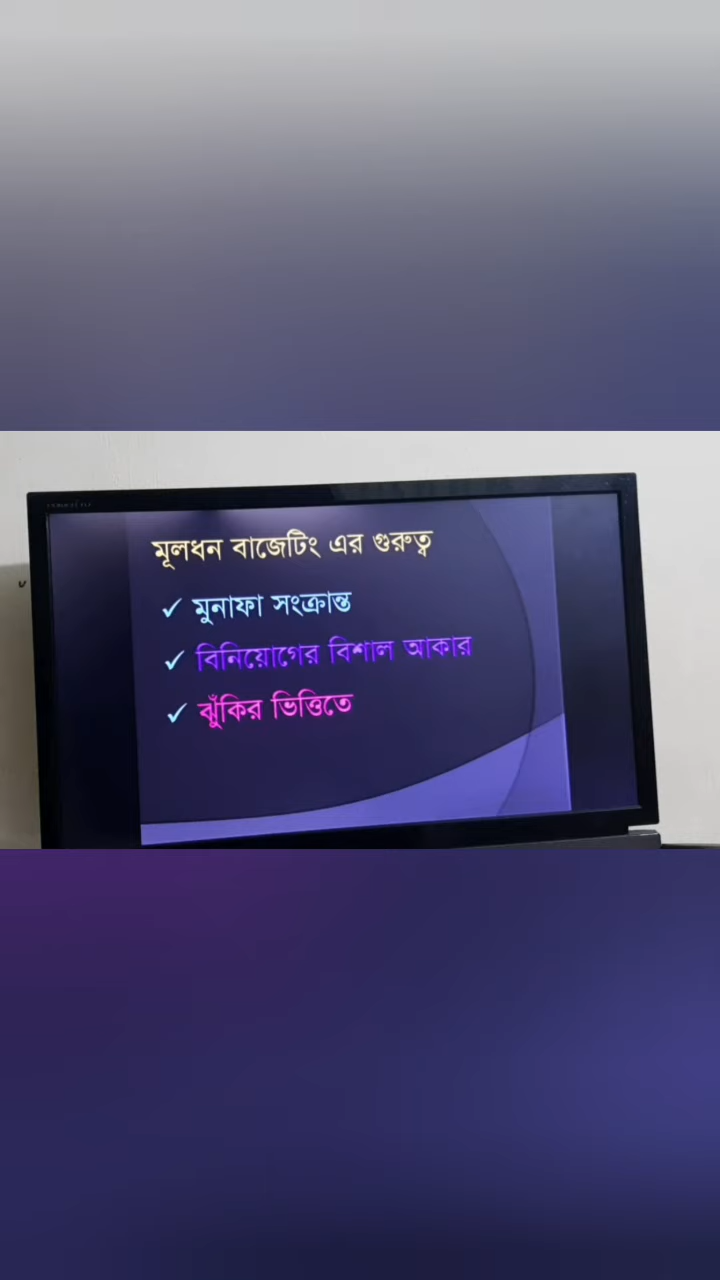 মূলধন বাজেটিং এর গুরুত্ব
✓ মুনাফা সংক্রান্ত
✓ বিনিয়োগের বিশাল আকার
✓ ঝুঁকির ভিত্তিতে